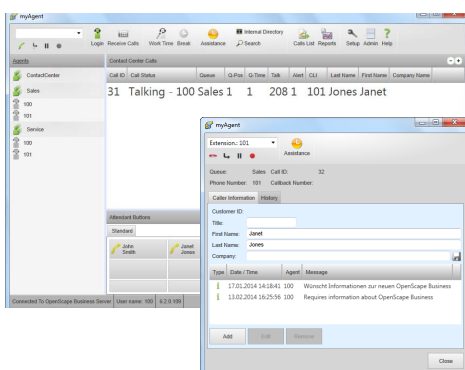 myAgent
Login Receive Calls Work Time Break Assistance Internal Directory Search Calls List Reports Setup Admin Help
Agents
ContactCenter
Sales
100
101
Service
100
101
Contact Center Calls
Call ID Call Status Queue Q-Pos Q-Time Talk Alert CLI Last Name First Name Company Name
31 Talking - 100 Sales 1 1 208 1 101 Jones Janet
Attendant Buttons
Standard
John Smith
Janet Jones
Connected To OpenScape Business Server User name: 100 6.2.0.109
myAgent
Extension.: 101
Assistance
Queue: Sales Call ID: 32
Phone Number: 101 Callback Number:
Caller Information History
Customer ID:
Title:
First Name: Janet
Last Name: Jones
Company:
Type Date / Time Agent Message
17.01.2014 14:18:41 100 Wünscht Informationen zur neuen OpenScape Business
13.02.2014 16:25:56 100 Requires information about OpenScape Business
Add Edit Remove
Close